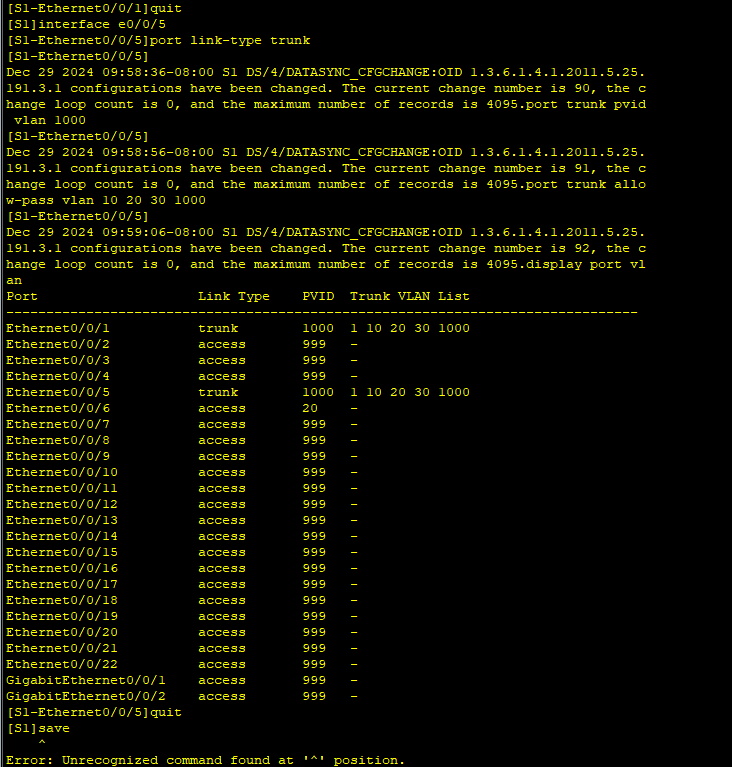 [S1-Ethernet0/0/1]quit
[S1]interface e0/0/5
[S1-Ethernet0/0/5]port link-type trunk
[S1-Ethernet0/0/5]
Dec 29 2024 09:58:36-08:00 S1 DS/4/DATASYNC_CFGCHANGE:OID 1.3.6.1.4.1.2011.5.25.
191.3.1 configurations have been changed. The current change number is 90, the c
hange loop count is 0, and the maximum number of records is 4095.port trunk pvid
 vlan 1000
[S1-Ethernet0/0/5]
Dec 29 2024 09:58:56-08:00 S1 DS/4/DATASYNC_CFGCHANGE:OID 1.3.6.1.4.1.2011.5.25.
191.3.1 configurations have been changed. The current change number is 91, the c
hange loop count is 0, and the maximum number of records is 4095.port trunk allo
w-pass vlan 10 20 30 1000
[S1-Ethernet0/0/5]
Dec 29 2024 09:59:06-08:00 S1 DS/4/DATASYNC_CFGCHANGE:OID 1.3.6.1.4.1.2011.5.25.
191.3.1 configurations have been changed. The current change number is 92, the c
hange loop count is 0, and the maximum number of records is 4095.display port vl
an
Port                    Link Type    PVID  Trunk VLAN List
-------------------------------------------------------------------------------
Ethernet0/0/1           trunk        1000  1 10 20 30 1000
Ethernet0/0/2           access       999   -
Ethernet0/0/3           access       999   -
Ethernet0/0/4           access       999   -
Ethernet0/0/5           trunk        1000  1 10 20 30 1000
Ethernet0/0/6           access       20    -
Ethernet0/0/7           access       999   -
Ethernet0/0/8           access       999   -
Ethernet0/0/9           access       999   -
Ethernet0/0/10          access       999   -
Ethernet0/0/11          access       999   -
Ethernet0/0/12          access       999   -
Ethernet0/0/13          access       999   -
Ethernet0/0/14          access       999   -
Ethernet0/0/15          access       999   -
Ethernet0/0/16          access       999   -
Ethernet0/0/17          access       999   -
Ethernet0/0/18          access       999   -
Ethernet0/0/19          access       999   -
Ethernet0/0/20          access       999   -
Ethernet0/0/21          access       999   -
Ethernet0/0/22          access       999   -
GigabitEthernet0/0/1    access       999   -
GigabitEthernet0/0/2    access       999   -
[S1-Ethernet0/0/5]quit
[S1]save
    ^
Error: Unrecognized command found at '^' position.